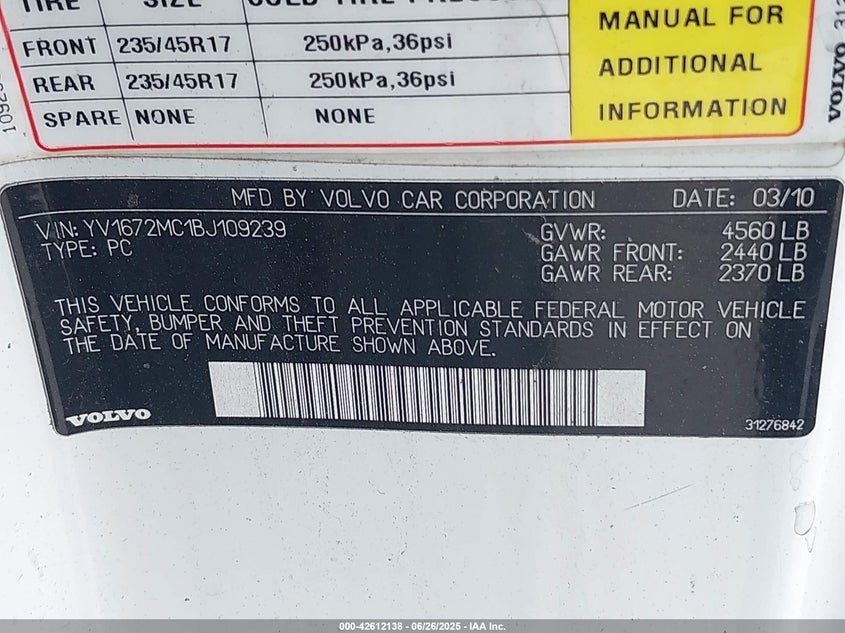 TIRE SIZE COLD TIRE
FRONT 235/45R17 250kPa,36psi
REAR 235/45R17 250kPa,36psi
SPARE NONE NONE
MANUAL FOR
ADDITIONAL
INFORMATION
VOLVO
MFD BY VOLVO CAR CORPORATION DATE: 03/10
VIN: YV1672MC1BJ109239
TYPE: PC
GVWR: 4560 LB
GAWR FRONT: 2440 LB
GAWR REAR: 2370 LB
THIS VEHICLE CONFORMS TO ALL APPLICABLE FEDERAL MOTOR VEHICLE
SAFETY, BUMPER AND THEFT PREVENTION STANDARDS IN EFFECT ON
THE DATE OF MANUFACTURE SHOWN ABOVE.
VOLVO
31276842
000-42612138 - 06/26/2025 - IAA Inc.